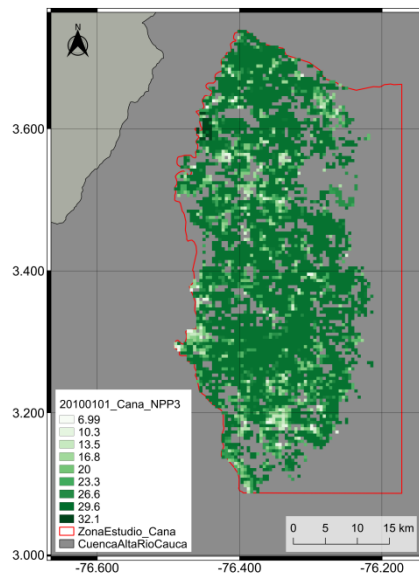 N
3.600
3.400
3.200
3.000
20100101_Cana_NPP3
6.99
10.3
13.5
16.8
20
23.3
26.6
29.6
32.1
ZonaEstudio_Cana
CuencaAltaRioCauca
0 5 10 15 km
-76.600 -76.400 -76.200